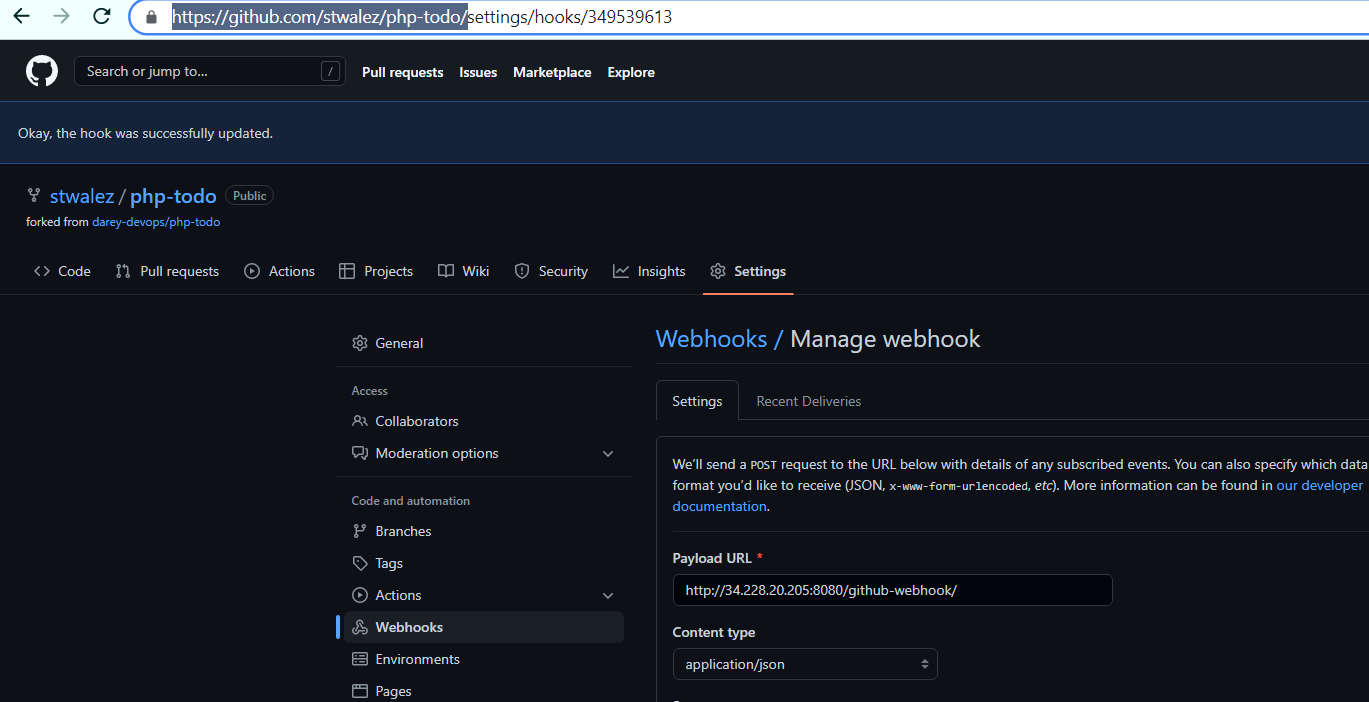 https://github.com/stwalez/php-todo/settings/hooks/349539613
Search or jump to... / Pull requests Issues Marketplace Explore
Okay, the hook was successfully updated.
stwalez / php-todo Public
forked from darey-devops/php-todo
Code Pull requests Actions Projects Wiki Security Insights Settings
General
Access
Collaborators
Moderation options
Code and automation
Branches
Tags
Actions
Webhooks
Environments
Pages
Webhooks / Manage webhook
Settings Recent Deliveries
We’ll send a POST request to the URL below with details of any subscribed events. You can also specify which data
format you’d like to receive (JSON, x-www-form-urlencoded, etc). More information can be found in our developer
documentation.
Payload URL *
http://34.228.20.205:8080/github-webhook/
Content type
application/json